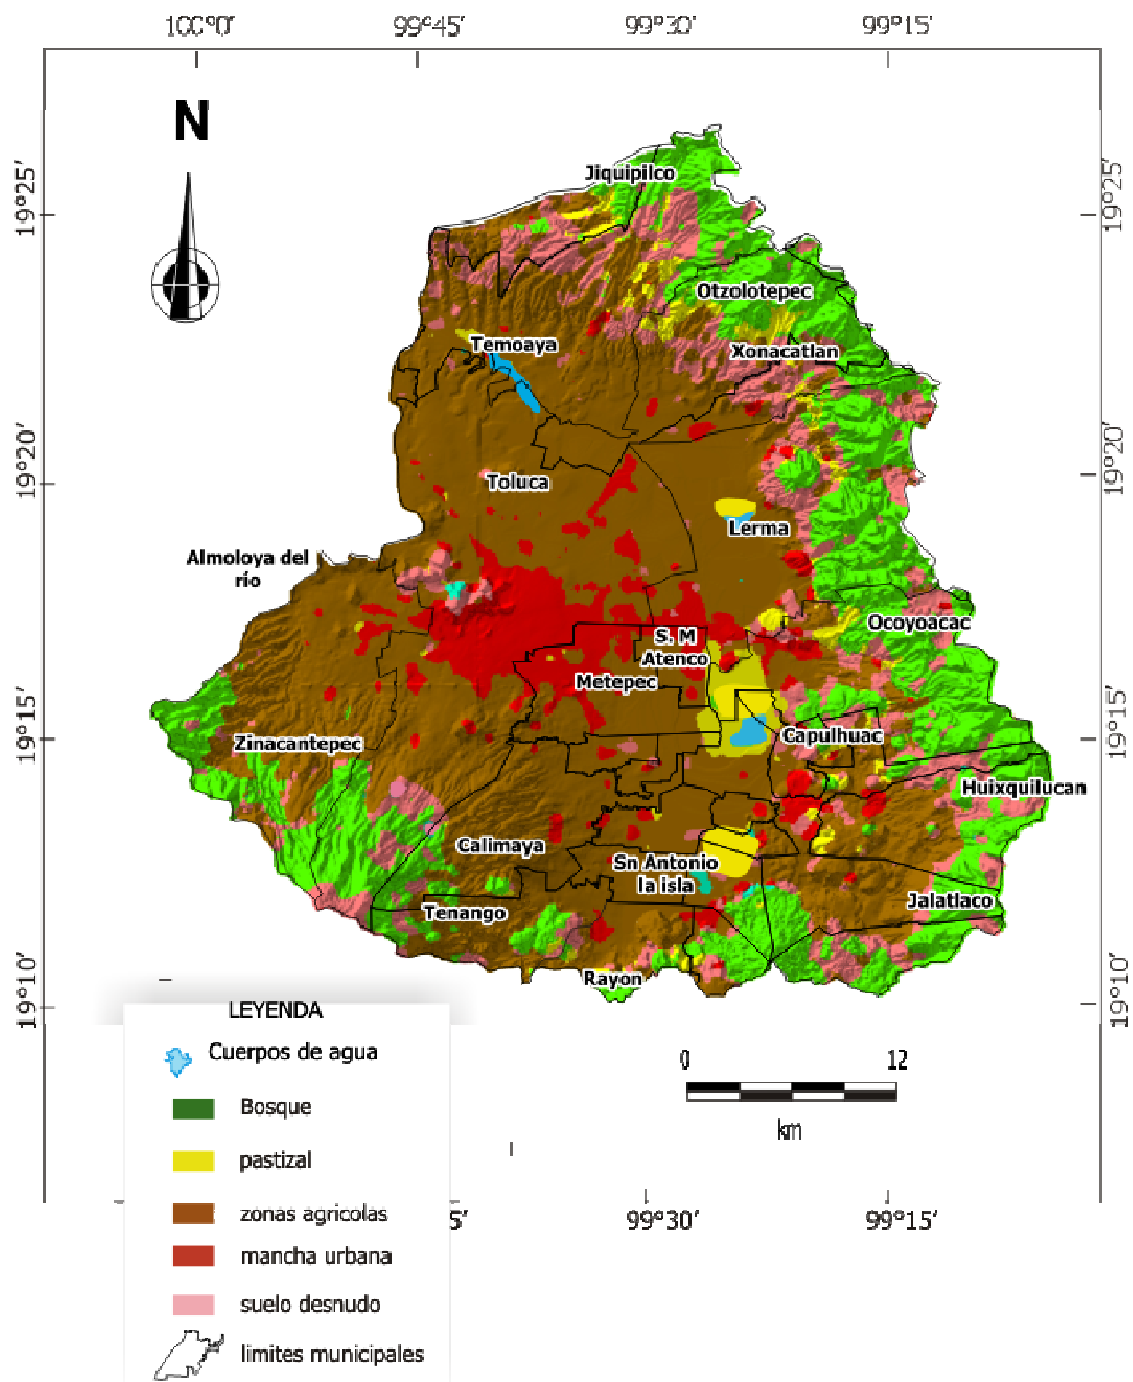 100°0′ 99°45′ 99°30′ 99°15′
N
19°25′
19°25′
Jiquipilco
Otzolotepec
Temoaya
Xonacatlan
19°20′
19°20′
Toluca
Lerma
Almoloya del
río
Ocoyoacac
S. M
Atenco
Metepec
19°15′
19°15′
Zinacantepec
Capulhuac
Huixquilucan
Calimaya
Sn Antonio
la isla
Jalatlaco
Tenango
Rayon
19°10′
19°10′
LEYENDA
Cuerpos de agua
Bosque
pastizal
zonas agricolas
mancha urbana
suelo desnudo
limites municipales
0 12
km
5′ 99°30′ 99°15′